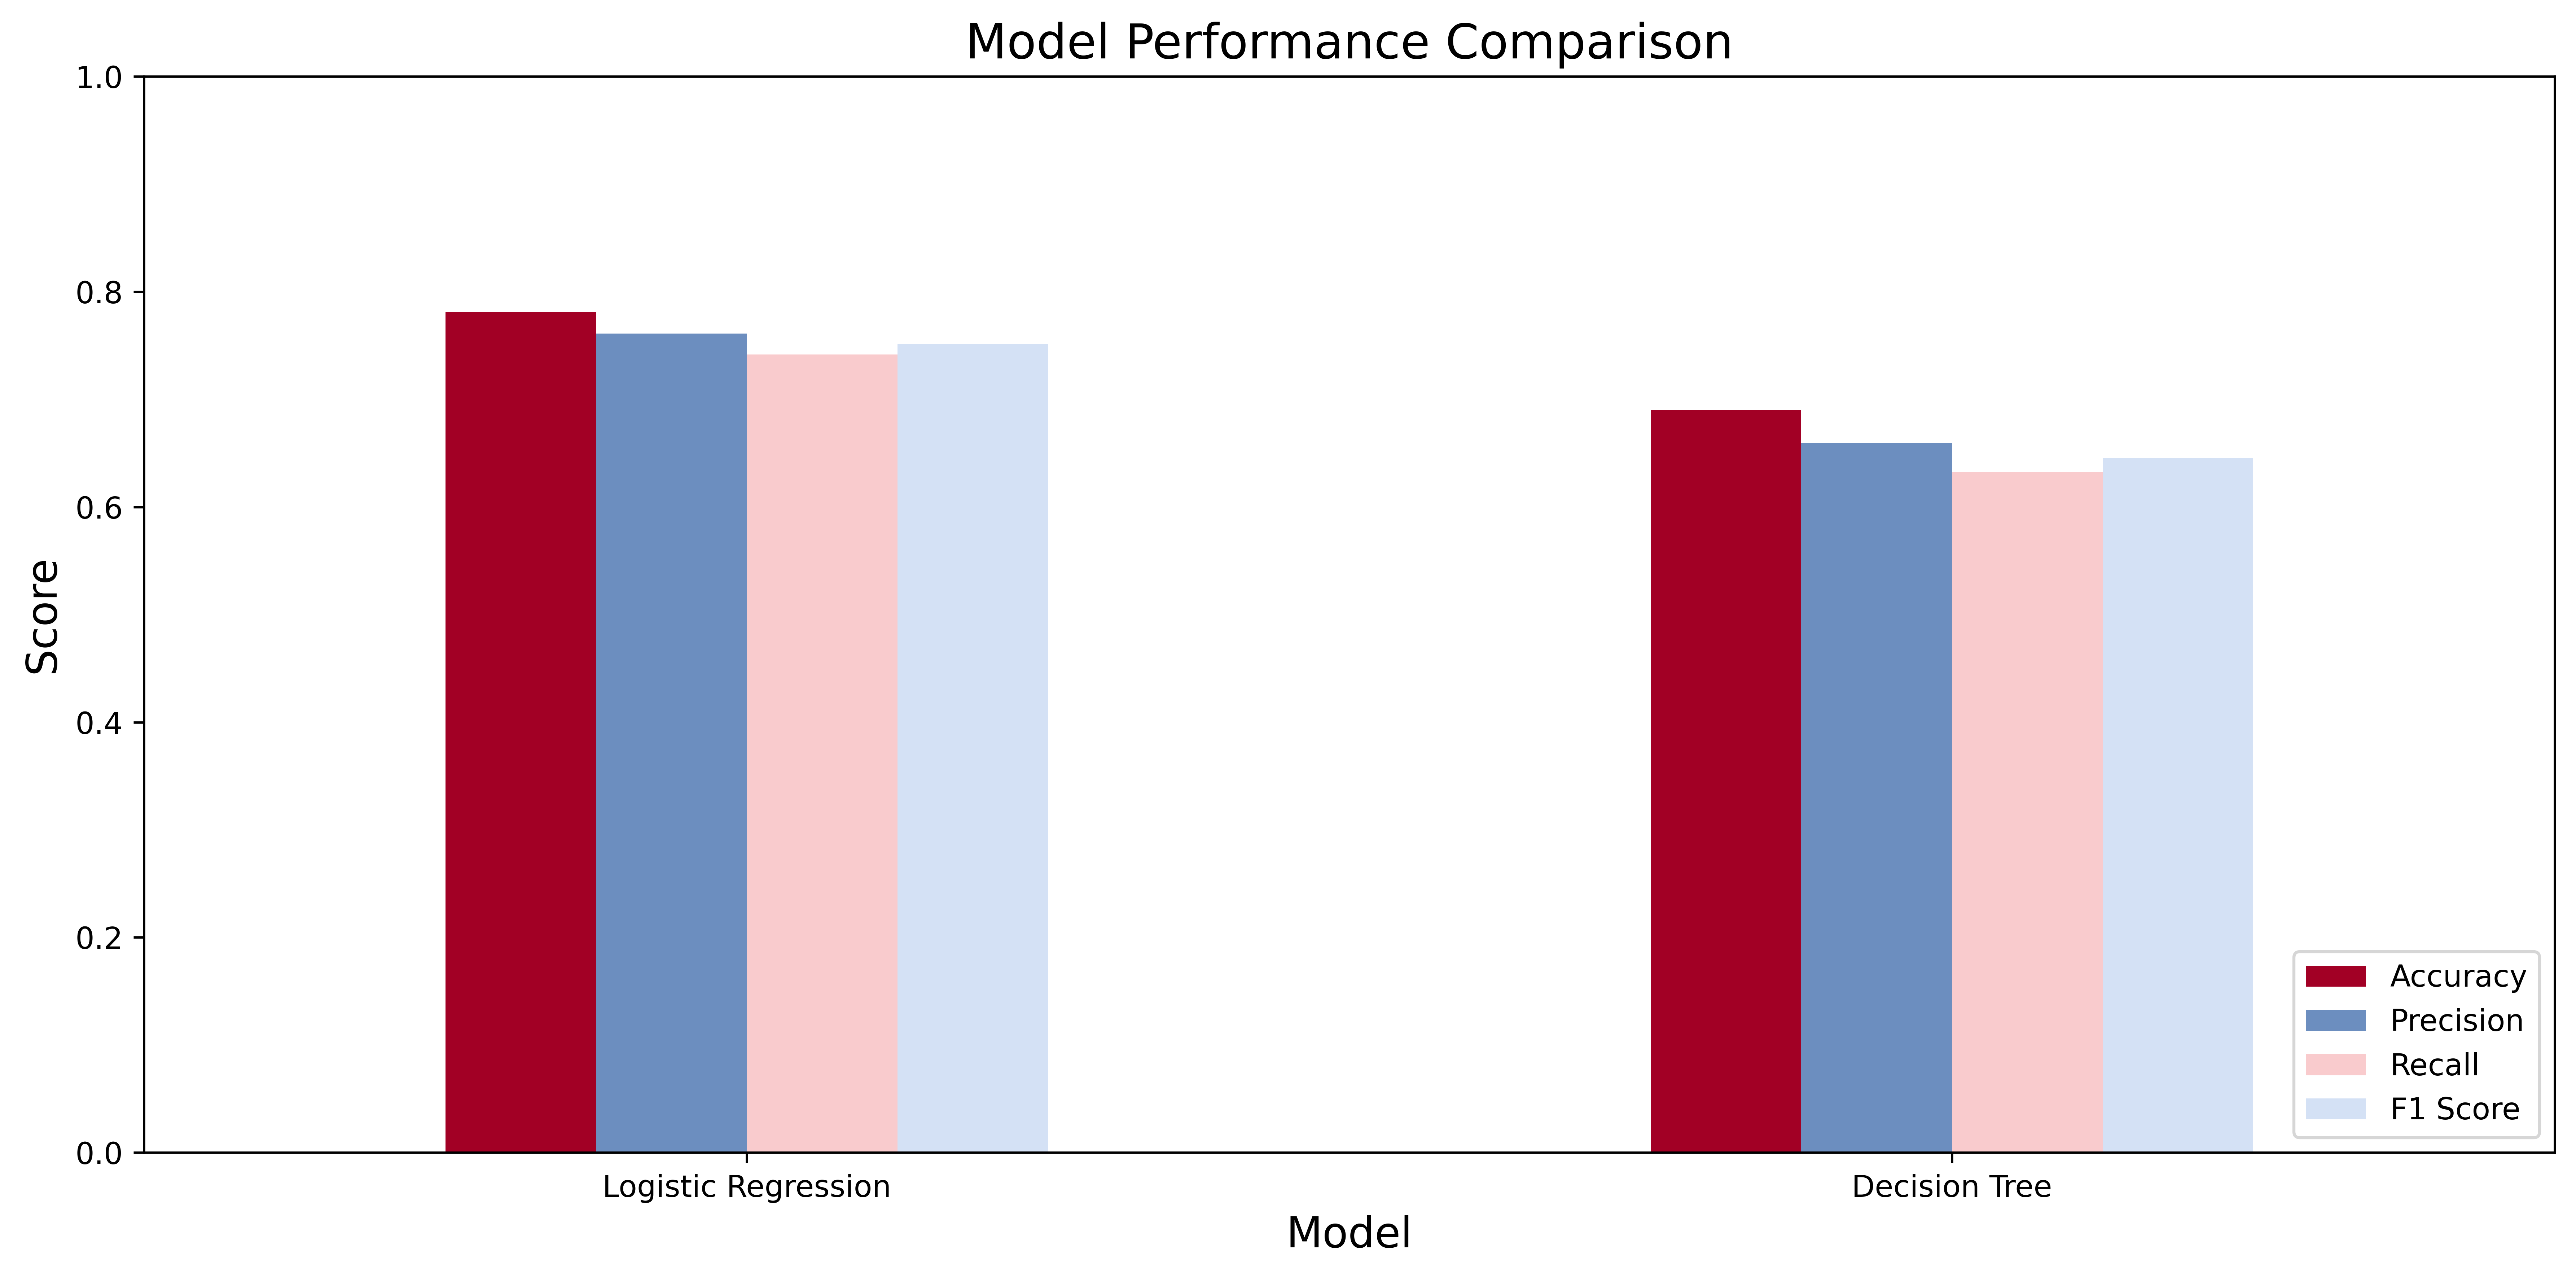 Model Performance Comparison
1.0
0.8
0.6
0.4
0.2
0.0
Score
Logistic Regression
Decision Tree
Model
Accuracy
Precision
Recall
F1 Score